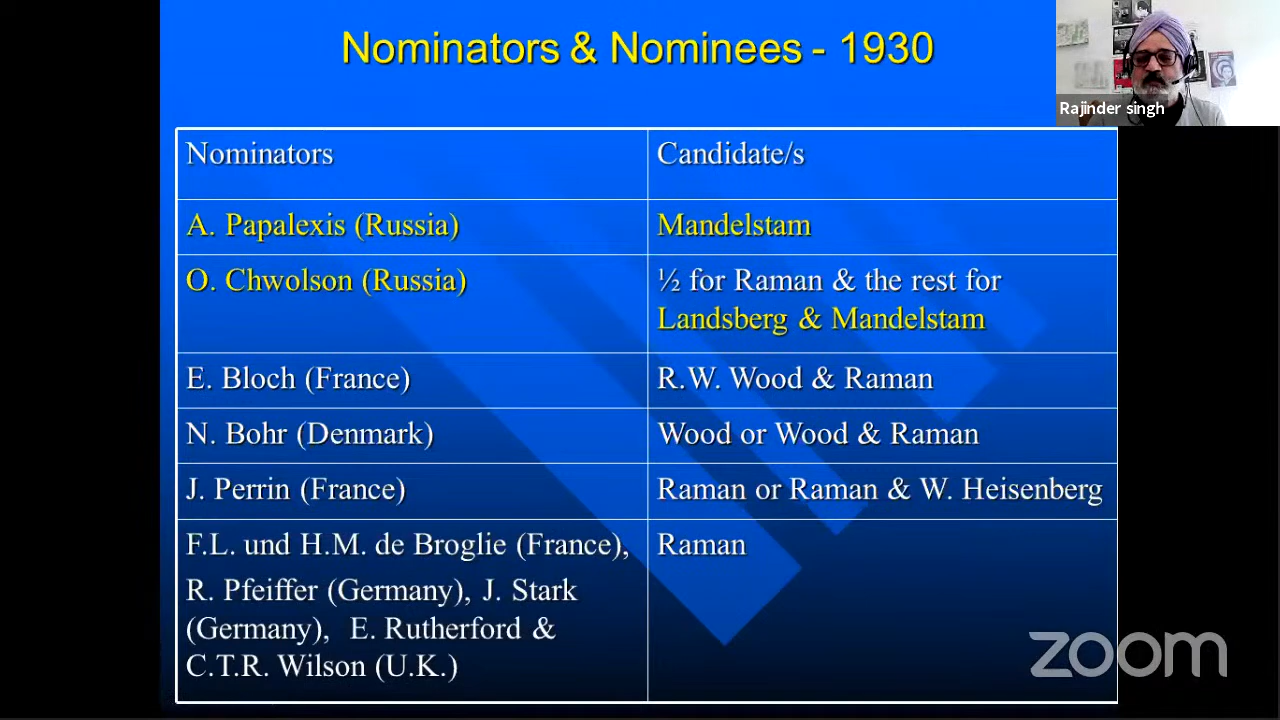 Nominators & Nominees - 1930
Rajinder singh
Nominators
Candidate/s
A. Papalexis (Russia)
Mandelstam
O. Chwolson (Russia)
½ for Raman & the rest for
Landsberg & Mandelstam
E. Bloch (France)
R.W. Wood & Raman
N. Bohr (Denmark)
Wood or Wood & Raman
J. Perrin (France)
Raman or Raman & W. Heisenberg
F.L. und H.M. de Broglie (France),
R. Pfeiffer (Germany), J. Stark
(Germany), E. Rutherford &
C.T.R. Wilson (U.K.)
Raman
zoom